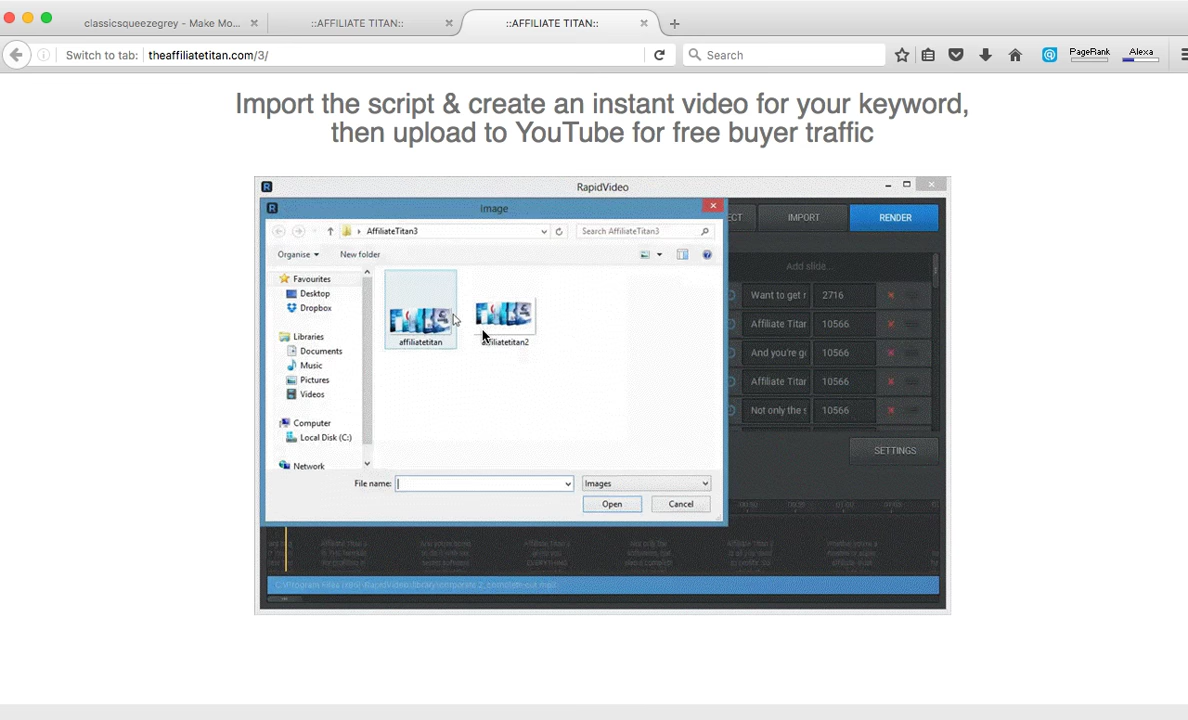 classicsqueezegrey - Make Mo...
::AFFILIATE TITAN::
::AFFILIATE TITAN::
Switch to tab: theaffiliatetitan.com/3/
Search
PageRank
Alexa
Import the script & create an instant video for your keyword,
then upload to YouTube for free buyer traffic
RapidVideo
Image
AffiliateTitan3
Search AffiliateTitan3
IMPORT
RENDER
Organise
New folder
Add slide...
Favourites
Desktop
Dropbox
Libraries
Documents
Music
Pictures
Videos
Computer
Local Disk (C:)
Network
affiliatetitan
affiliatetitan2
Want to get r 2716
Affiliate Titar 10566
And you're g 10566
Affiliate Titar 10566
Not only the s 10566
SETTINGS
File name:
Images
Open
Cancel